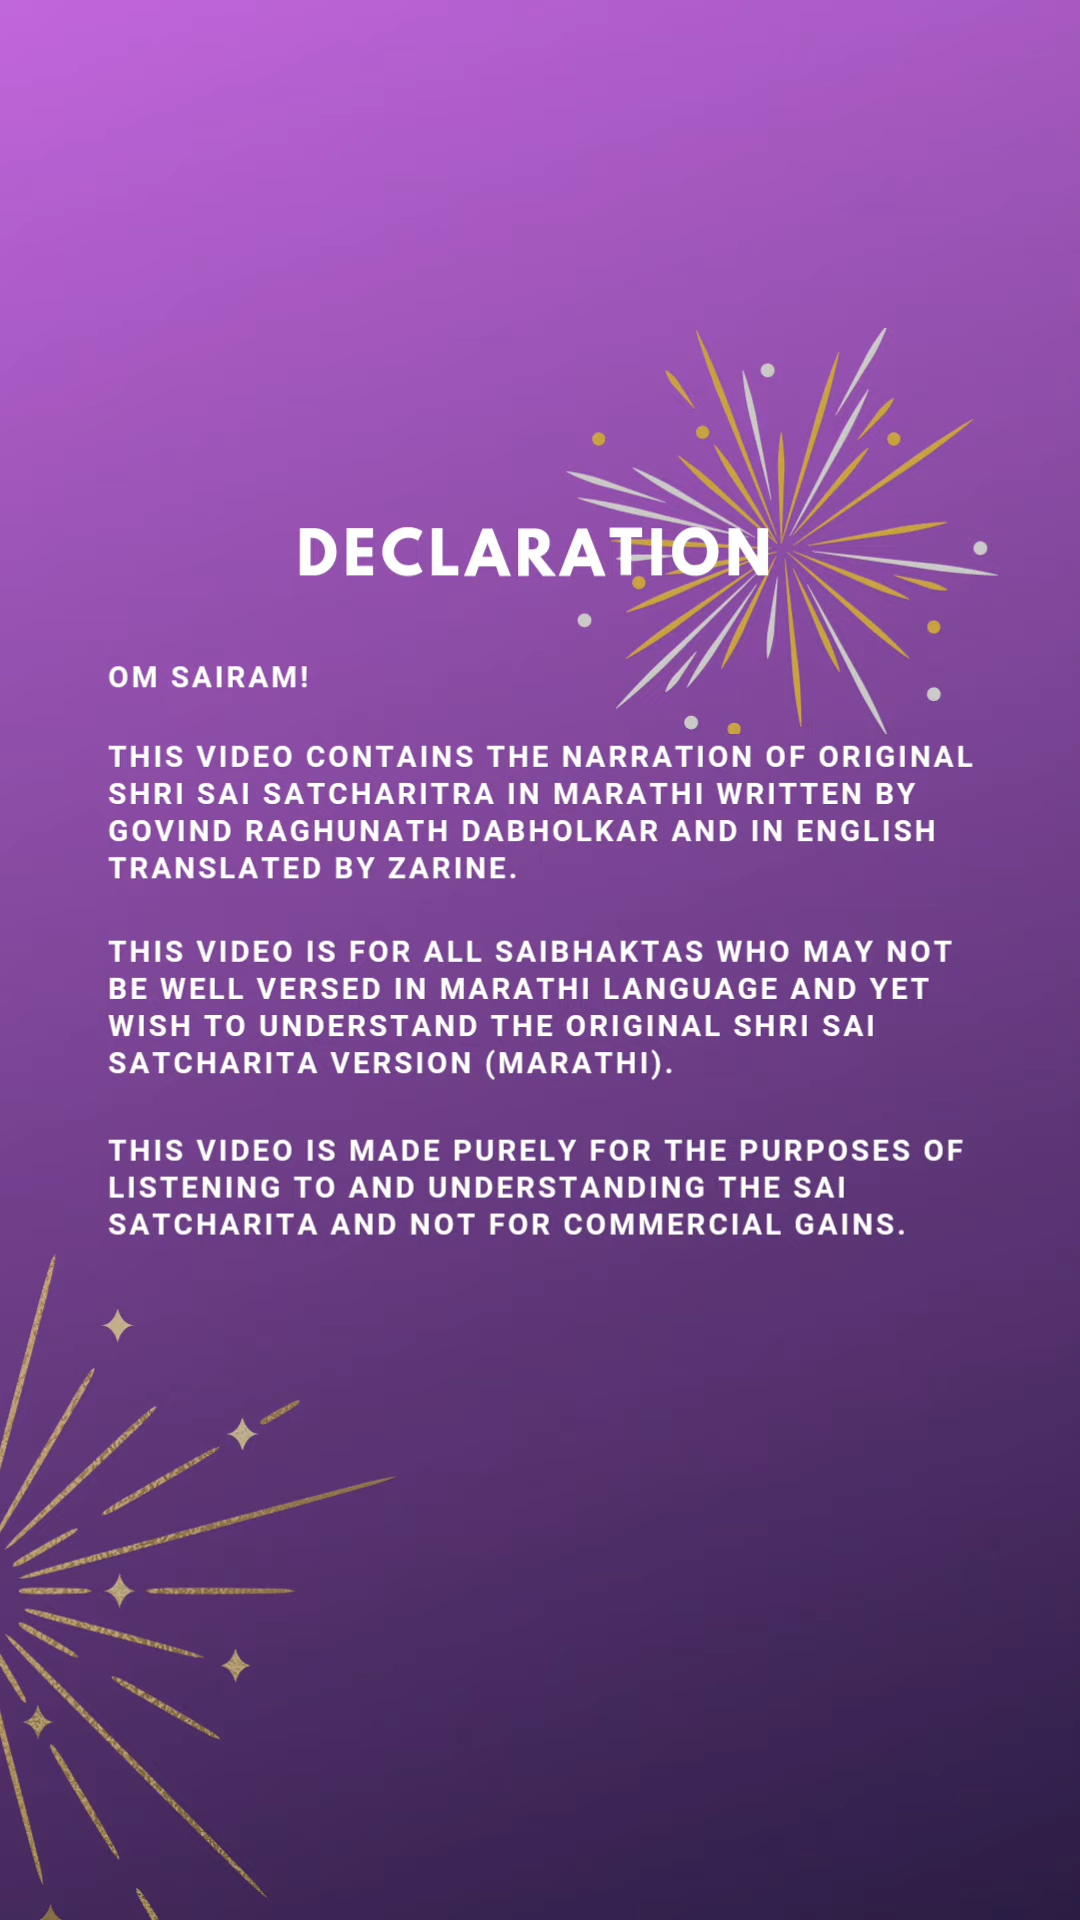 DECLARATION
OM SAIRAM!
THIS VIDEO CONTAINS THE NARRATION OF ORIGINAL
SHRI SAI SATCHARITRA IN MARATHI WRITTEN BY
GOVIND RAGHUNATH DABHOLKAR AND IN ENGLISH
TRANSLATED BY ZARINE.
THIS VIDEO IS FOR ALL SAIBHAKTAS WHO MAY NOT
BE WELL VERSED IN MARATHI LANGUAGE AND YET
WISH TO UNDERSTAND THE ORIGINAL SHRI SAI
SATCHARITA VERSION (MARATHI).
THIS VIDEO IS MADE PURELY FOR THE PURPOSES OF
LISTENING TO AND UNDERSTANDING THE SAI
SATCHARITA AND NOT FOR COMMERCIAL GAINS.